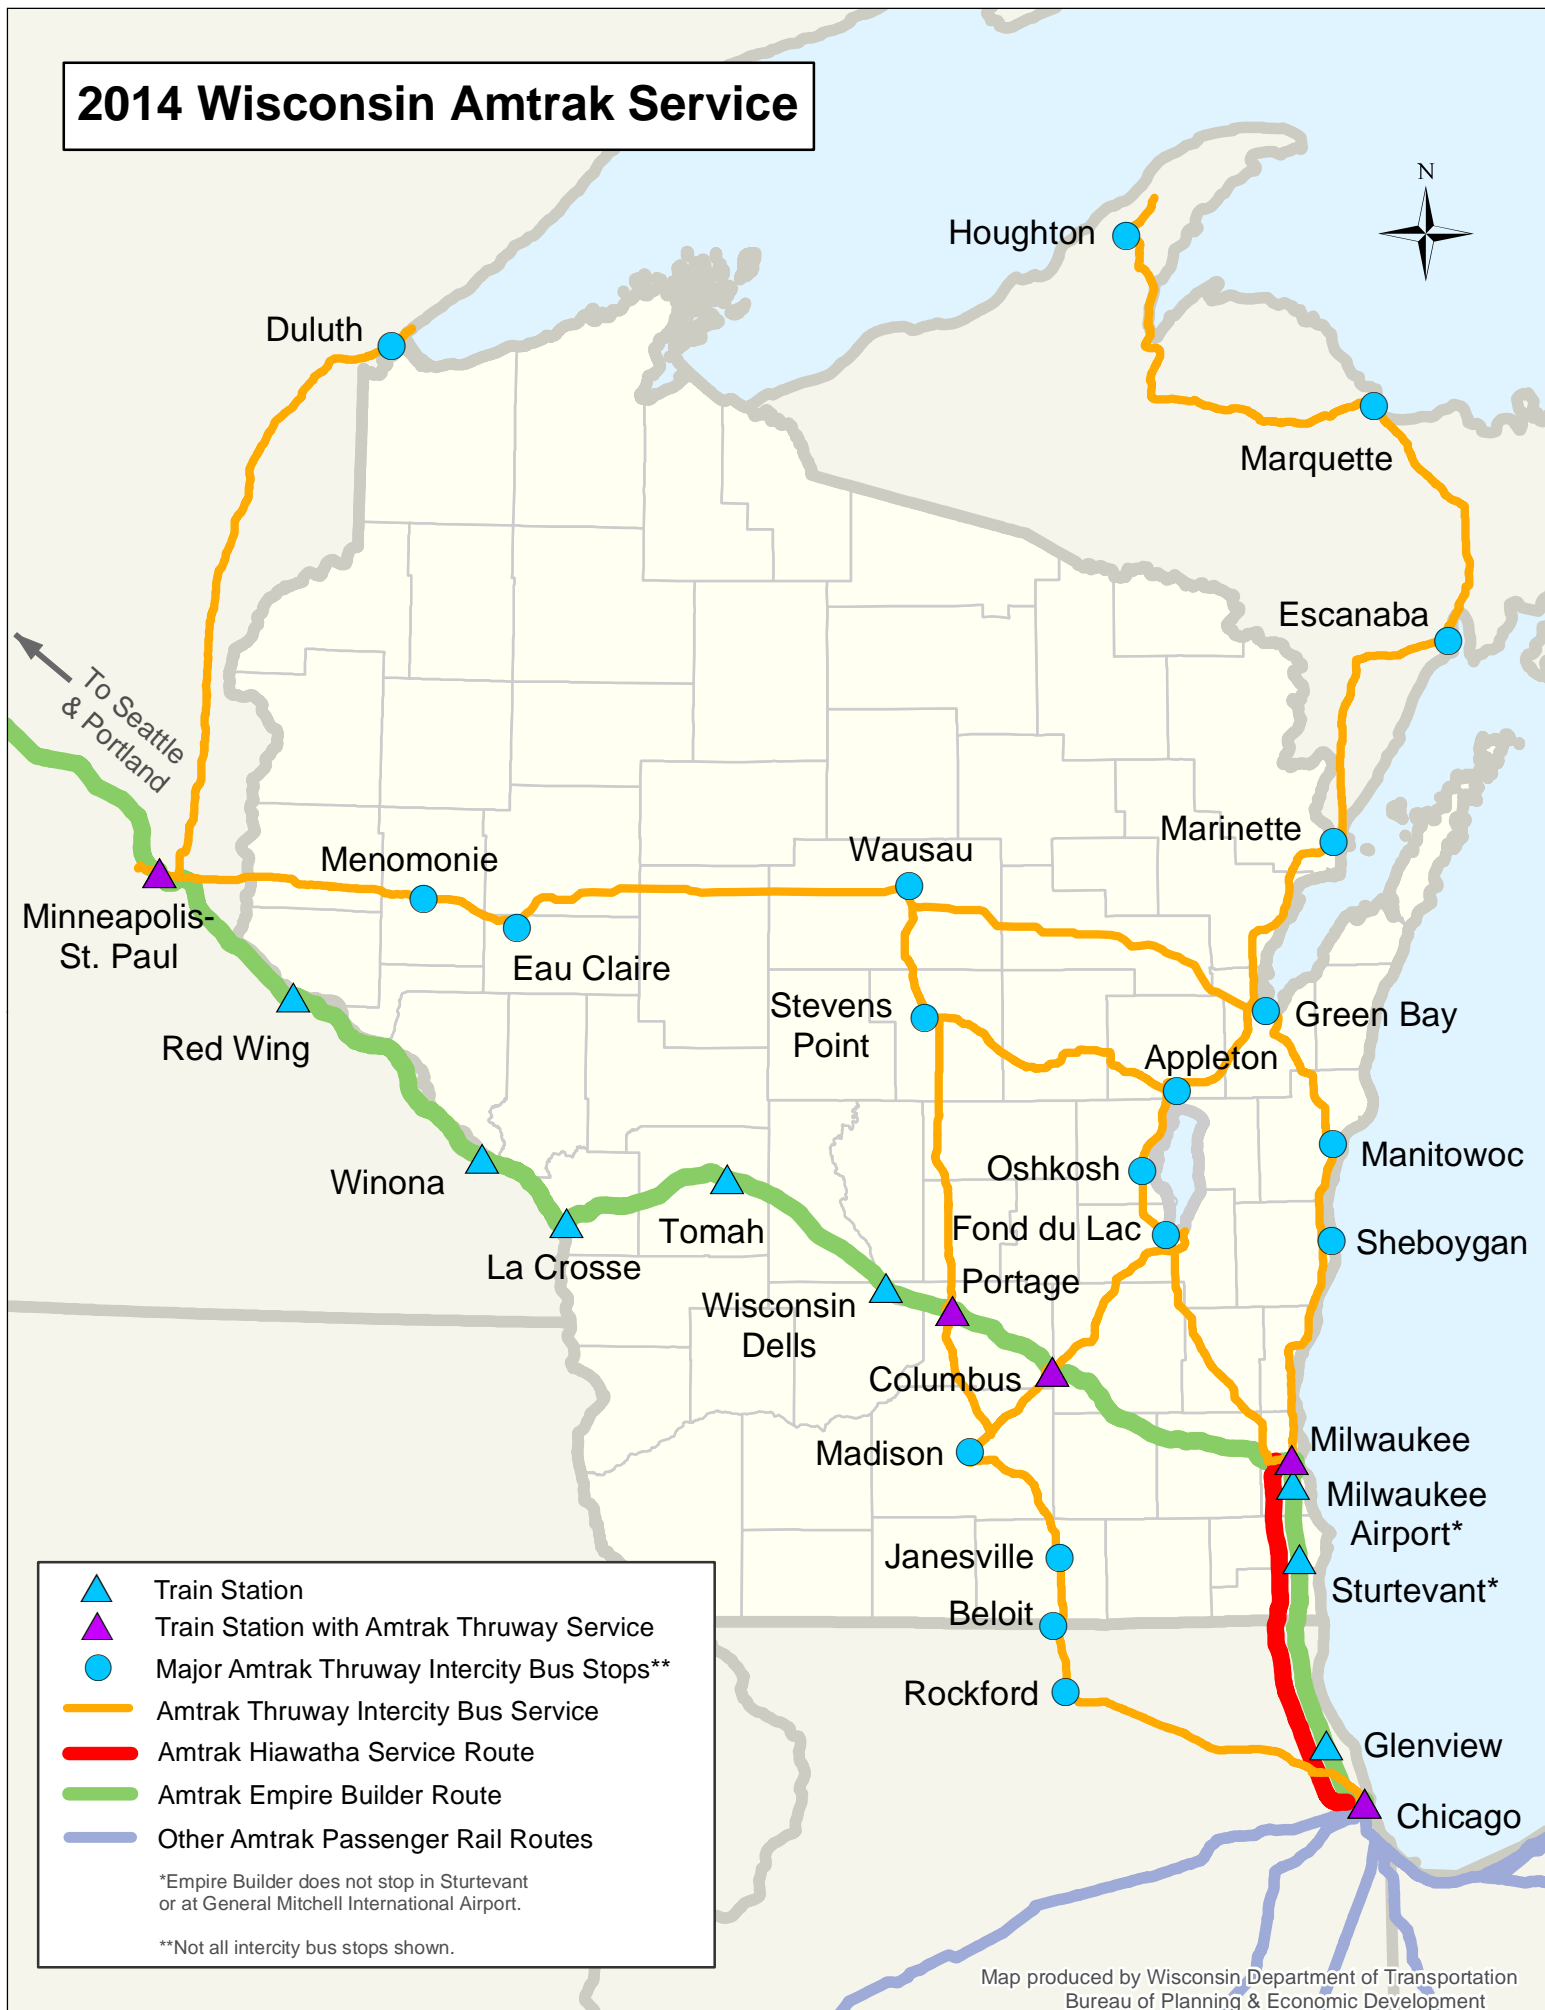 2014 Wisconsin Amtrak Service
N
Houghton
Duluth
Marquette
Escanaba
To Seattle
& Portland
Marinette
Wausau
Menomonie
Minneapolis-
St. Paul
Eau Claire
Stevens
Point
Green Bay
Red Wing
Appleton
Manitowoc
Oshkosh
Winona
Fond du Lac
Tomah
Sheboygan
La Crosse
Portage
Wisconsin
Dells
Columbus
Milwaukee
Madison
Milwaukee
Airport*
Janesville
Sturtevant*
Beloit
Rockford
Glenview
Chicago
Train Station
Train Station with Amtrak Thruway Service
Major Amtrak Thruway Intercity Bus Stops**
Amtrak Thruway Intercity Bus Service
Amtrak Hiawatha Service Route
Amtrak Empire Builder Route
Other Amtrak Passenger Rail Routes
*Empire Builder does not stop in Sturtevant
or at General Mitchell International Airport.
**Not all intercity bus stops shown.
Map produced by Wisconsin Department of Transportation
Bureau of Planning & Economic Development